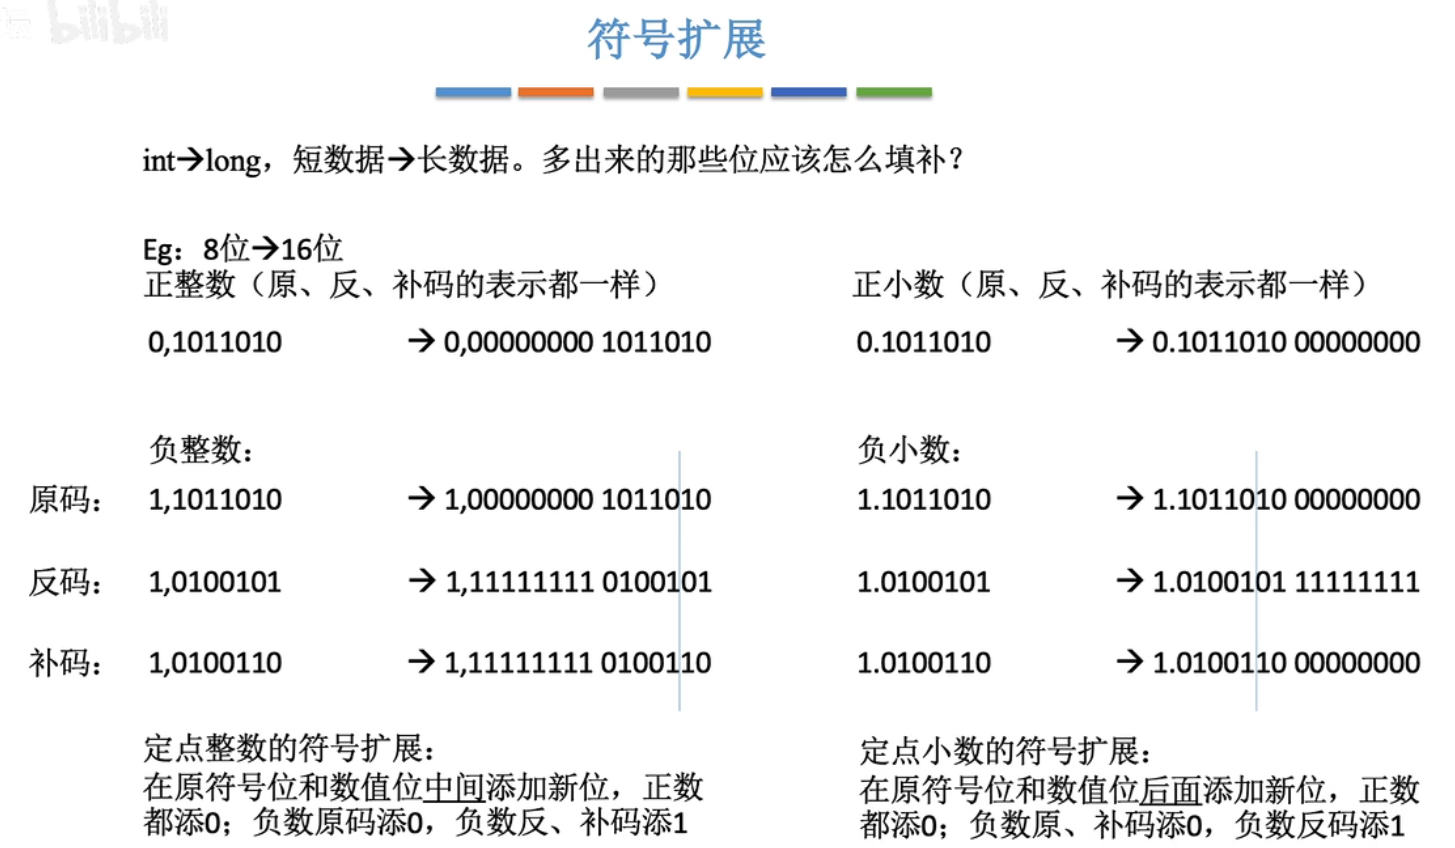 bilibili
符号扩展
int→long，短数据→长数据。多出来的那些位应该怎么填补？
Eg：8位→16位
正整数（原、反、补码的表示都一样）
0,1011010 → 0,00000000 1011010
正小数（原、反、补码的表示都一样）
0.1011010 → 0.1011010 00000000
负整数：
原码： 1,1011010 → 1,00000000 1011010
反码： 1,0100101 → 1,11111111 0100101
补码： 1,0100110 → 1,11111111 0100110
定点整数的符号扩展：
在原符号位和数值位中间添加新位，正数
都添0；负数原码添0，负数反、补码添1
负小数：
1.1011010 → 1.1011010 00000000
1.0100101 → 1.0100101 11111111
1.0100110 → 1.0100110 00000000
定点小数的符号扩展：
在原符号位和数值位后面添加新位，正数
都添0；负数原、补码添0，负数反码添1